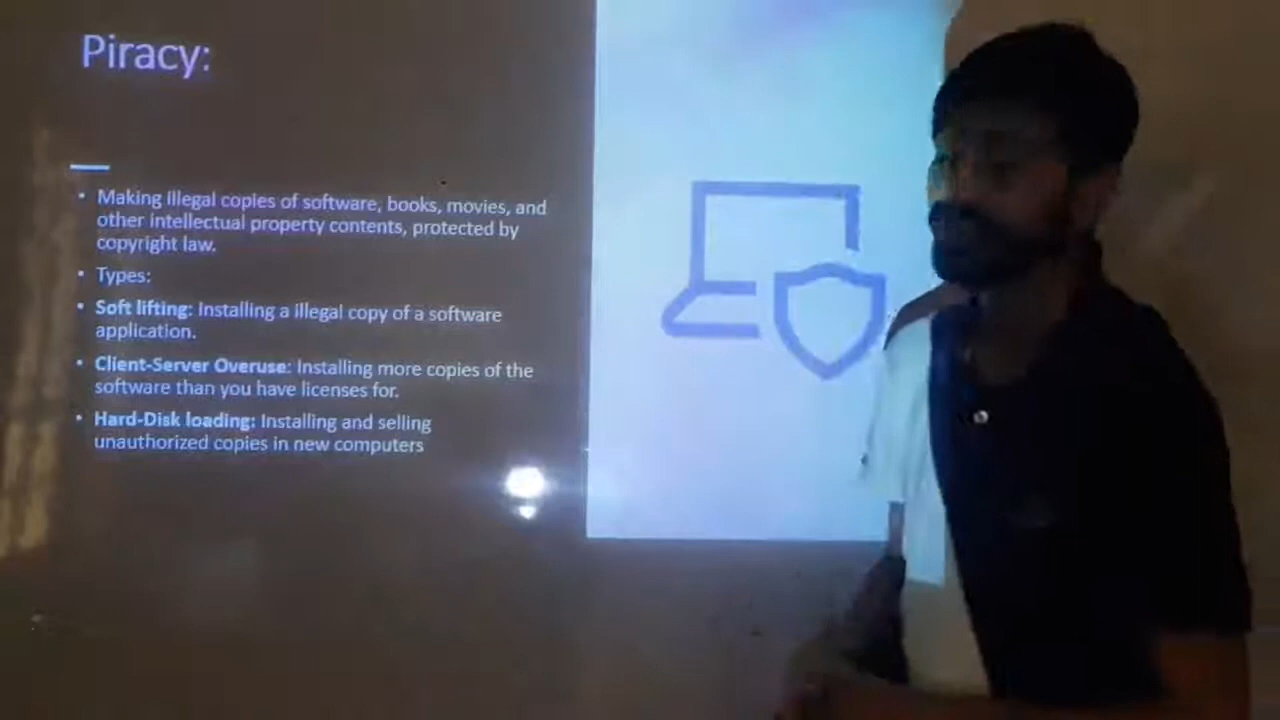 Piracy:
• Making illegal copies of software, books, movies, and
other intellectual property contents, protected by
copyright law.
• Types:
• Soft lifting: Installing a illegal copy of a software
application.
• Client-Server Overuse: Installing more copies of the
software than you have licenses for.
• Hard-Disk loading: Installing and selling
unauthorized copies in new computers